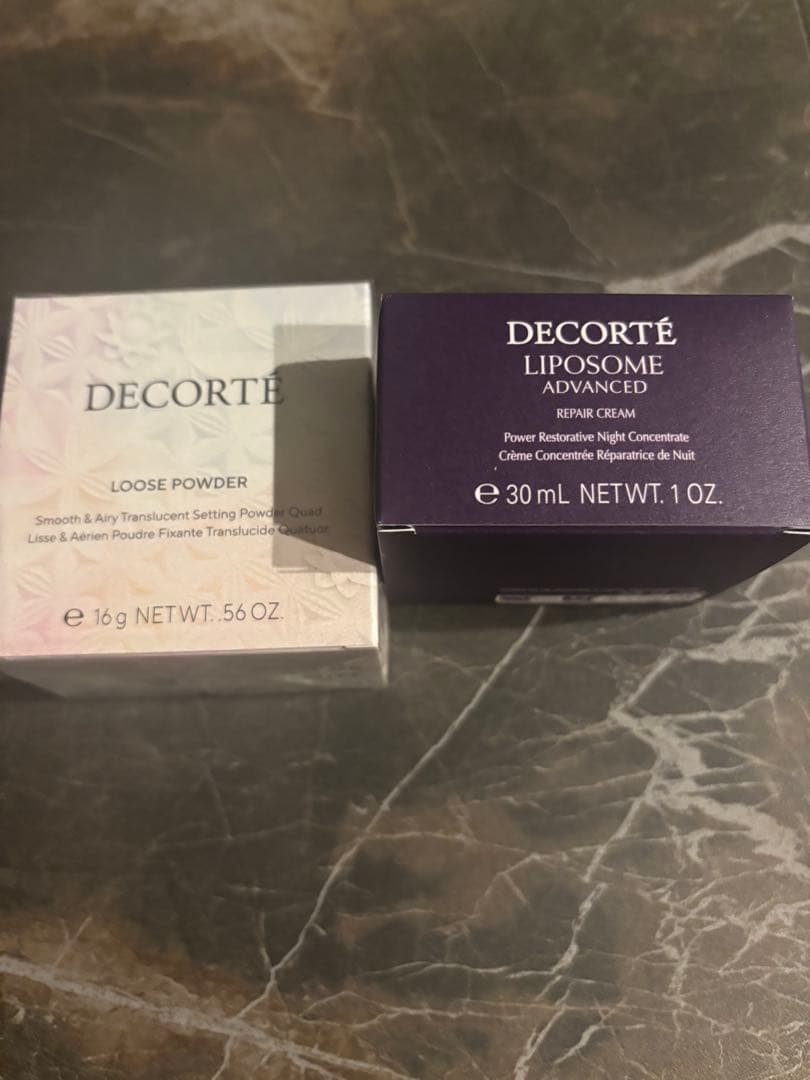 DECORTÉ
LOOSE POWDER
Smooth & Airy Translucent Setting Powder Quad
Lisse & Aérien Poudre Fixante Translucide Quatuor
℮ 16g NETWT. .56 OZ.
DECORTÉ
LIPOSOME
ADVANCED
REPAIR CREAM
Power Restorative Night Concentrate
Crème Concentrée Réparatrice de Nuit
℮ 30 mL NETWT. 1 OZ.